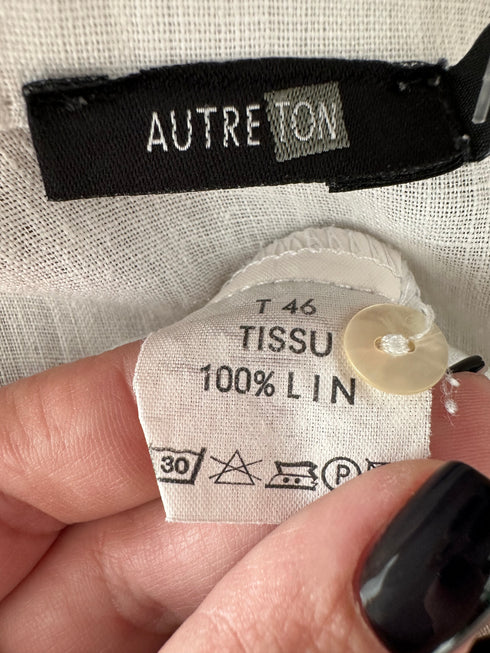 AUTRE TON
T 46
TISSU
100% LIN
30 P